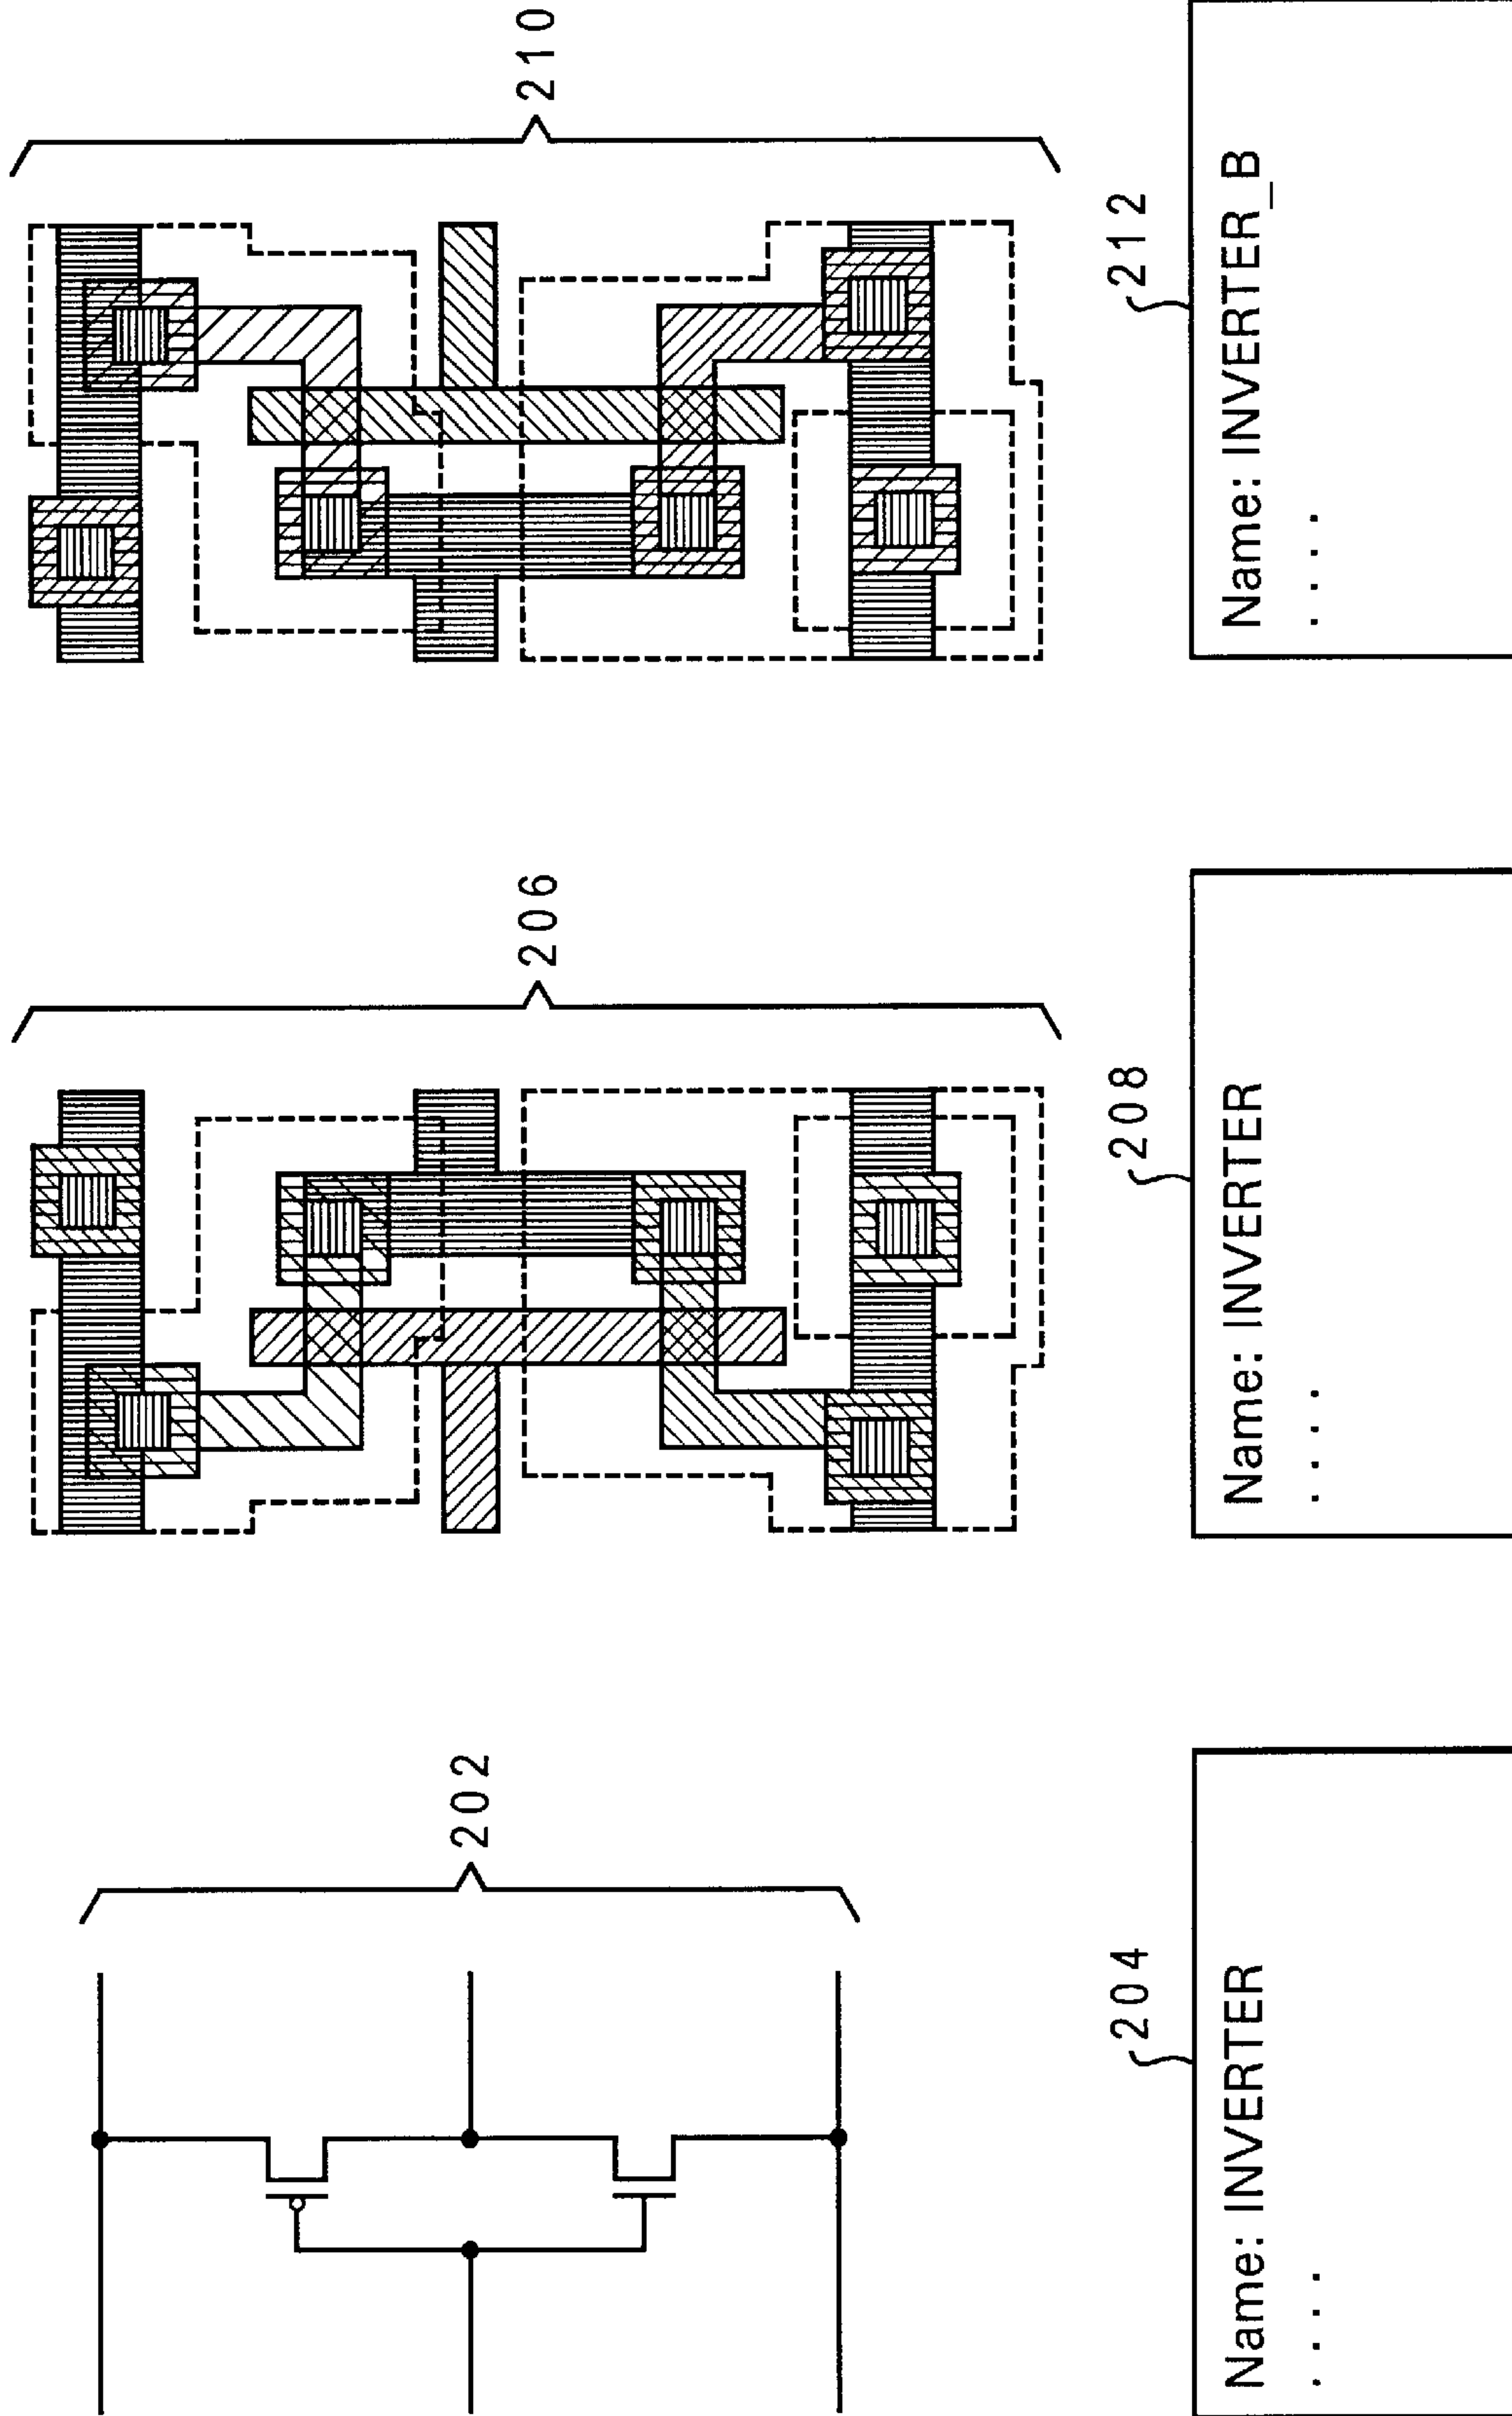 202
206
210
204
208
212
Name: INVERTER
. . . .
Name: INVERTER
. . . .
Name: INVERTER_B
. . . .